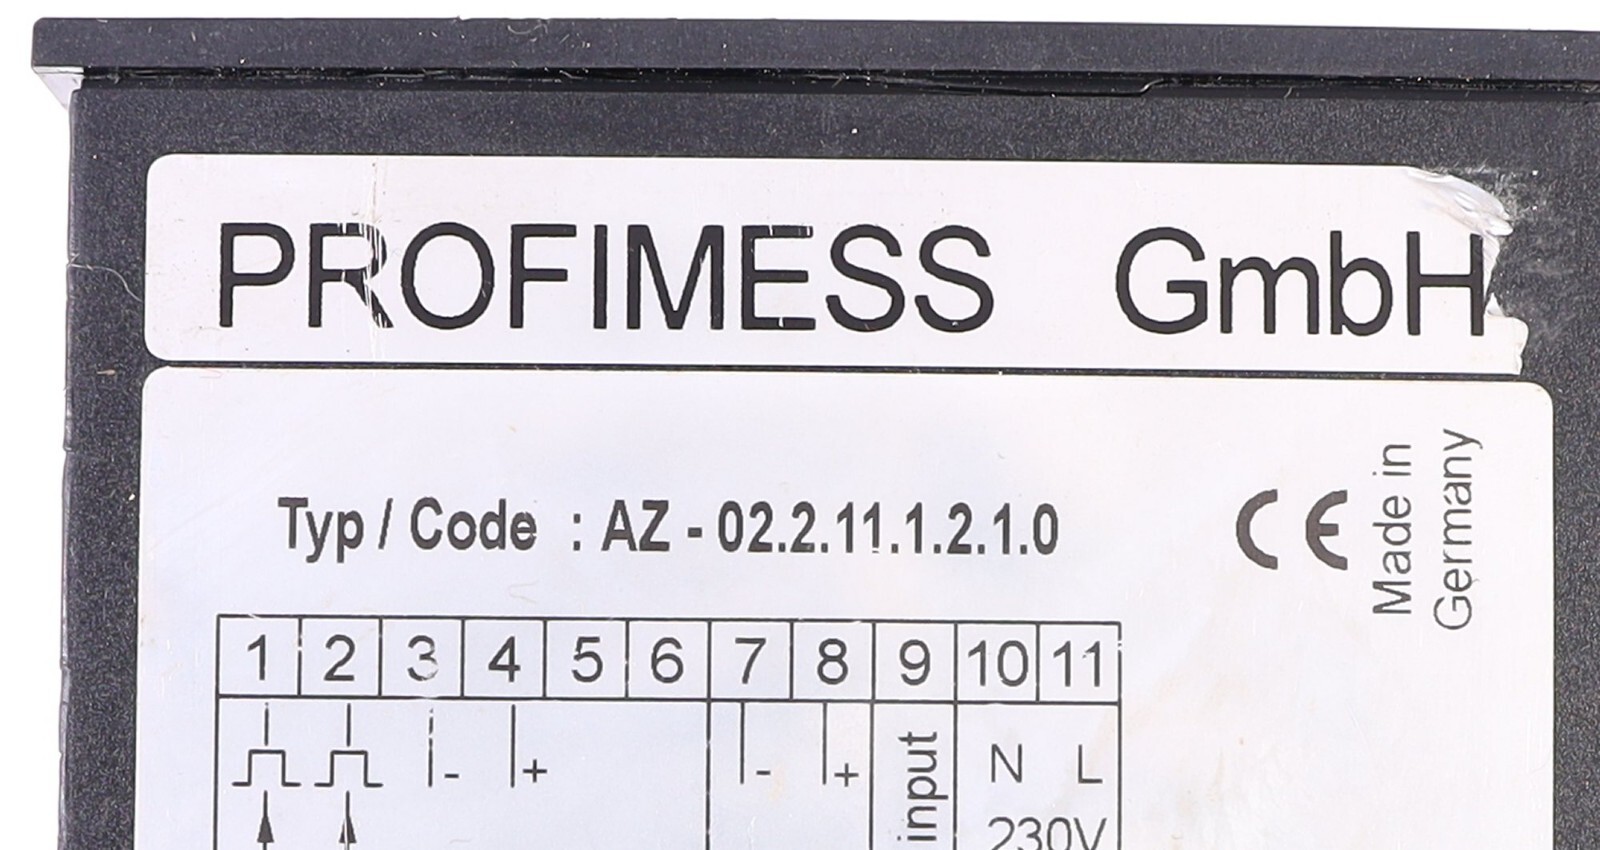 PROFIMESS GmbH
Typ / Code : AZ - 02.2.11.1.2.1.0
CE
Made in
Germany
1 2 3 4 5 6 7 8 9 10 11
- + - + input N L
230V